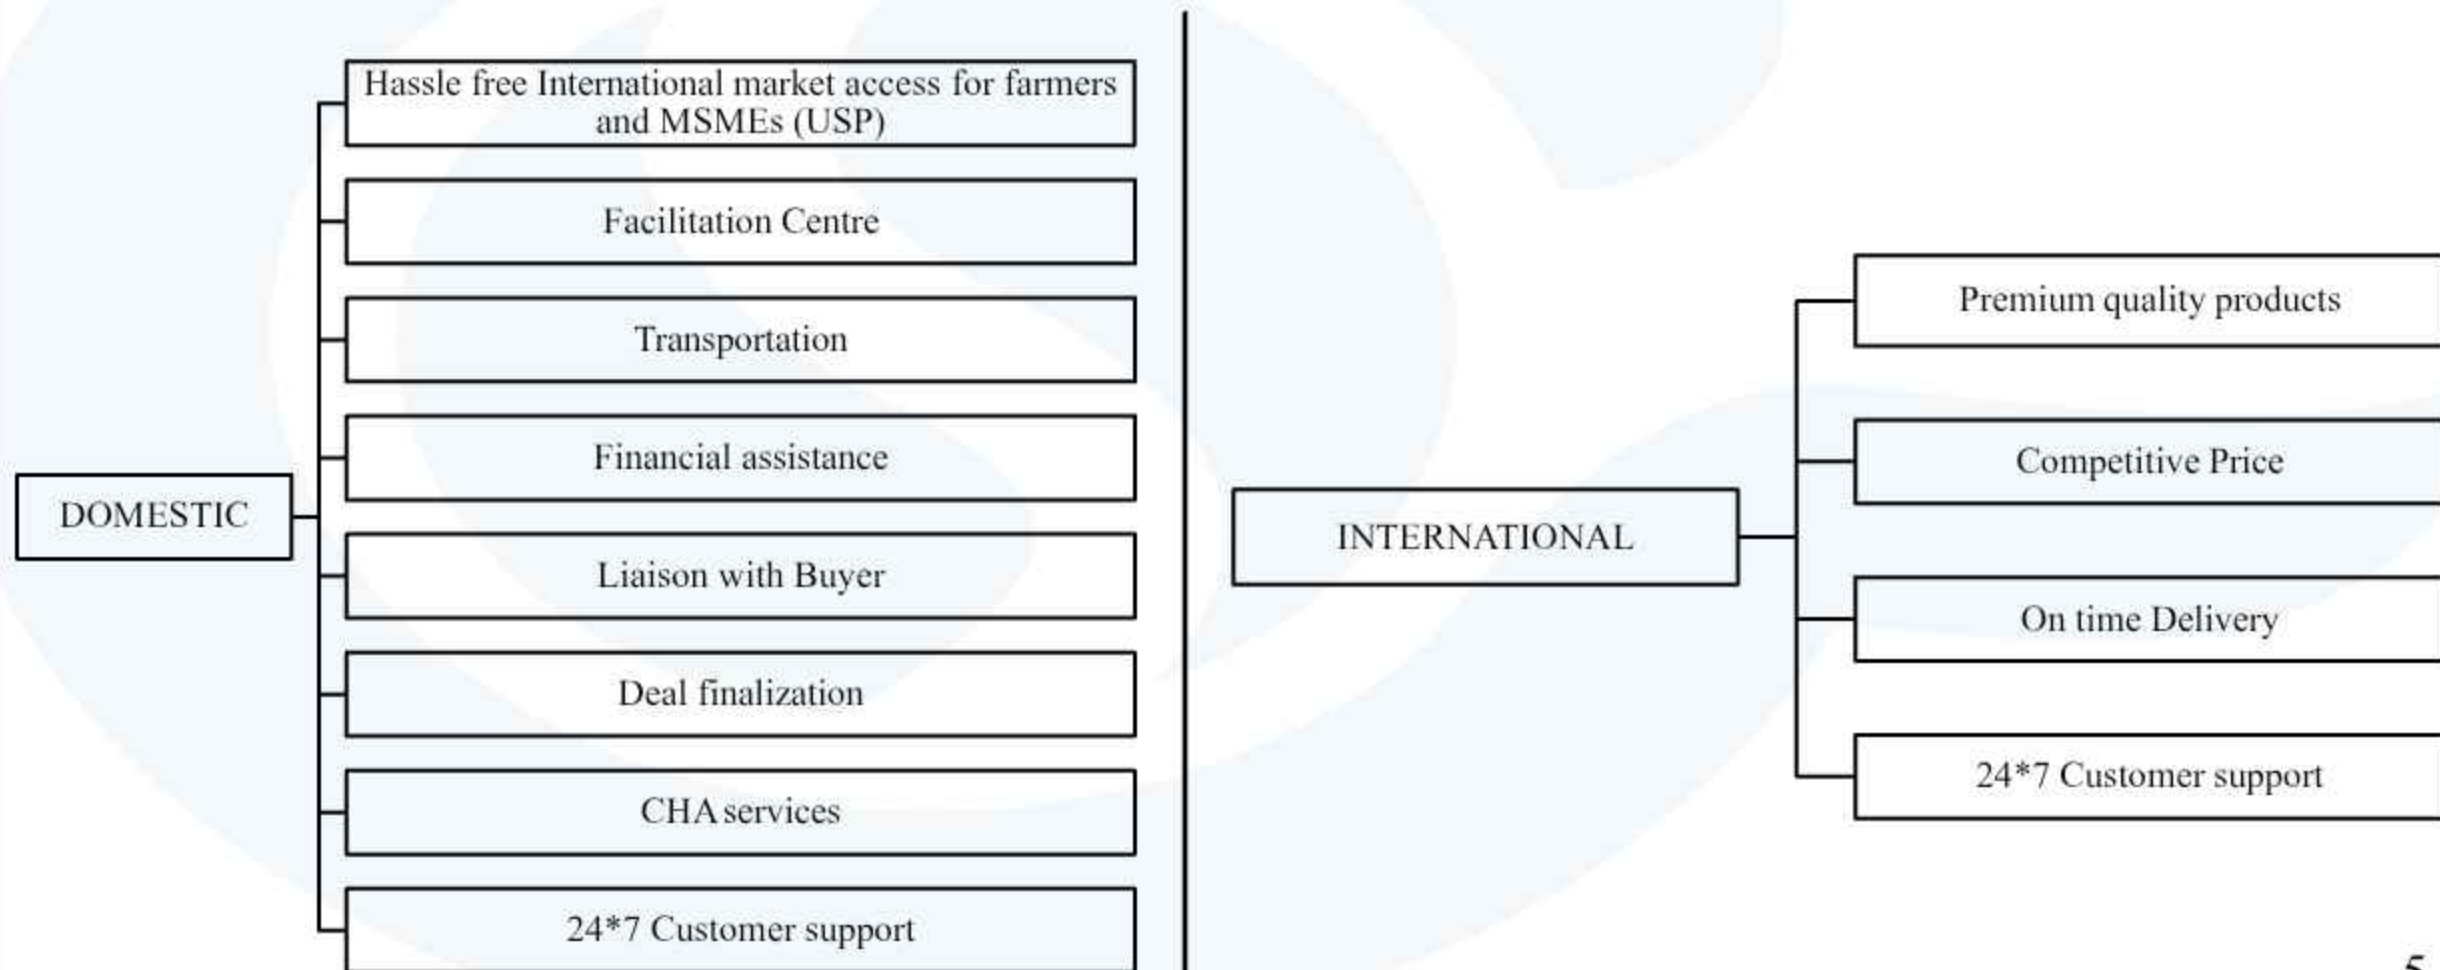 Hassle free International market access for farmers
and MSMEs (USP)
Facilitation Centre
Transportation
Financial assistance
DOMESTIC
Liaison with Buyer
Deal finalization
CHA services
24*7 Customer support
Premium quality products
Competitive Price
INTERNATIONAL
On time Delivery
24*7 Customer support
5